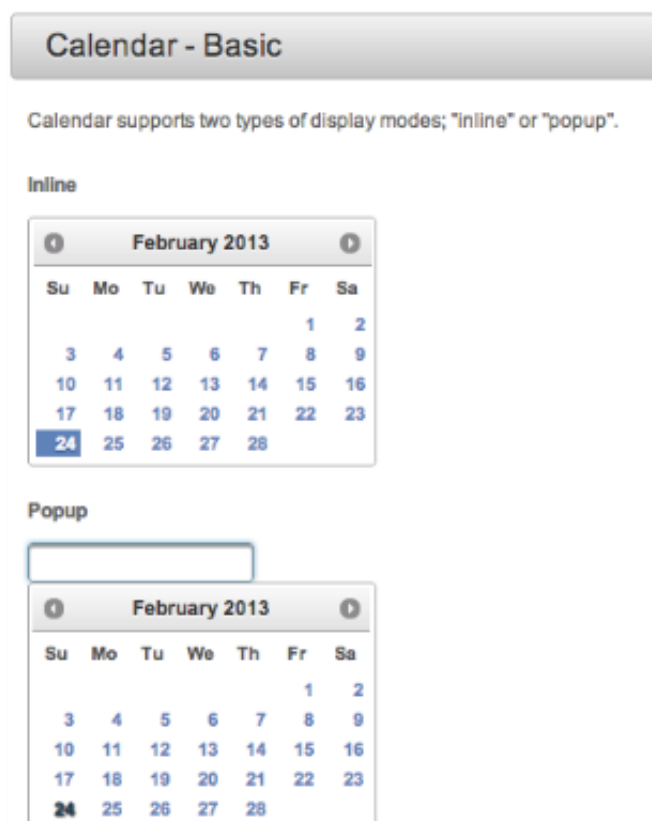 Calendar - Basic
Calendar supports two types of display modes; "inline" or "popup".
Inline
February 2013
Su Mo Tu We Th Fr Sa
1 2
3 4 5 6 7 8 9
10 11 12 13 14 15 16
17 18 19 20 21 22 23
24 25 26 27 28
Popup
February 2013
Su Mo Tu We Th Fr Sa
1 2
3 4 5 6 7 8 9
10 11 12 13 14 15 16
17 18 19 20 21 22 23
24 25 26 27 28